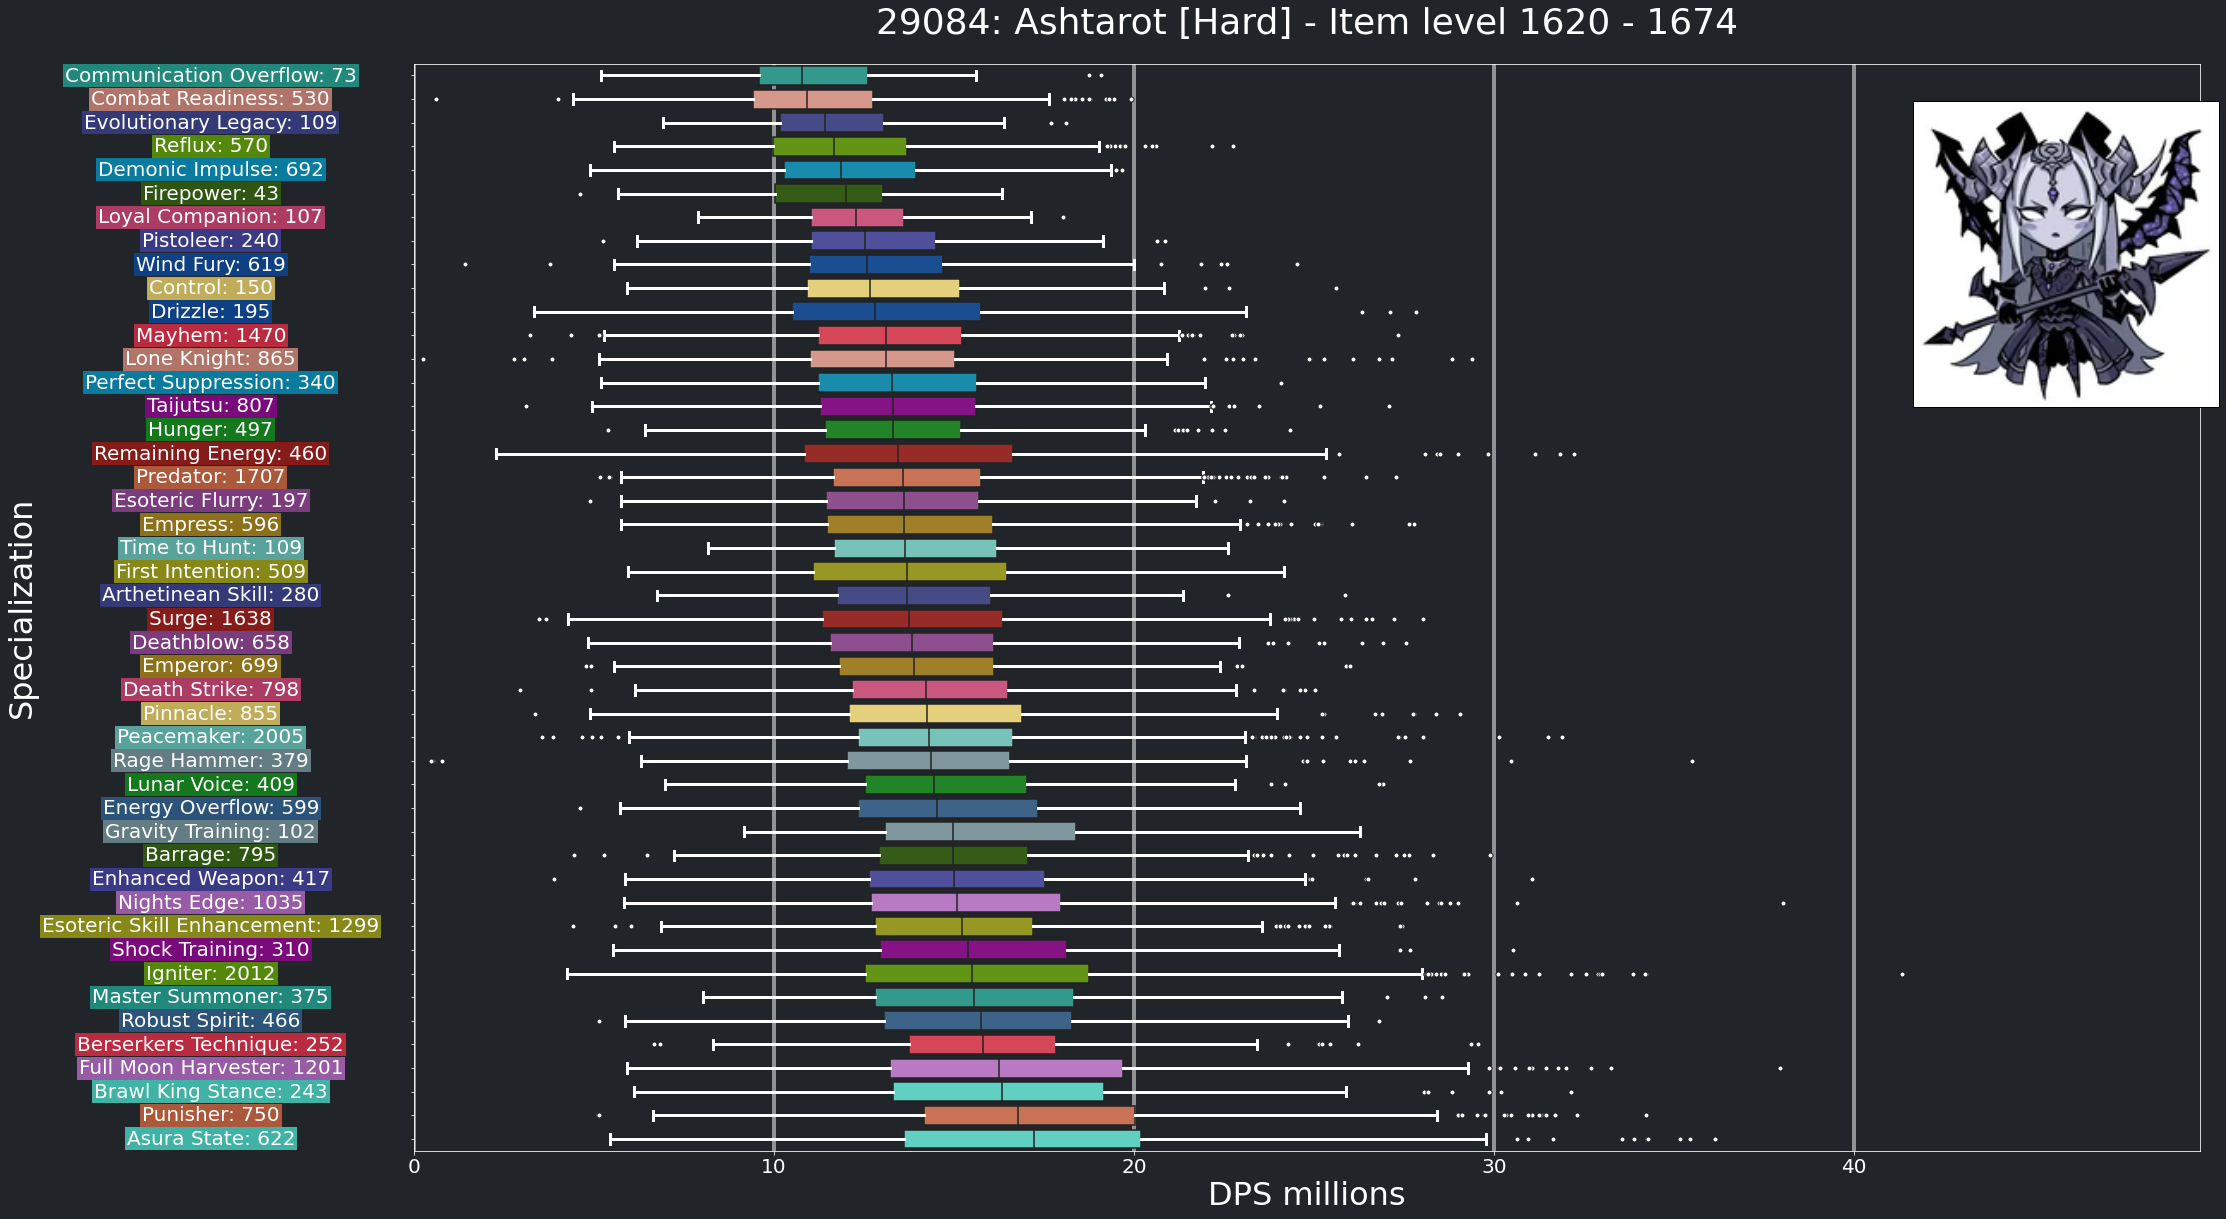 29084: Ashtarot [Hard] - Item level 1620 - 1674
Communication Overflow: 73
Combat Readiness: 530
Evolutionary Legacy: 109
Reflux: 570
Demonic Impulse: 692
Firepower: 43
Loyal Companion: 107
Pistoleer: 240
Wind Fury: 619
Control: 150
Drizzle: 195
Mayhem: 1470
Lone Knight: 865
Perfect Suppression: 340
Taijutsu: 807
Hunger: 497
Remaining Energy: 460
Predator: 1707
Esoteric Flurry: 197
Empress: 596
Time to Hunt: 109
First Intention: 509
Arthetinean Skill: 280
Surge: 1638
Deathblow: 658
Emperor: 699
Death Strike: 798
Pinnacle: 855
Peacemaker: 2005
Rage Hammer: 379
Lunar Voice: 409
Energy Overflow: 599
Gravity Training: 102
Barrage: 795
Enhanced Weapon: 417
Nights Edge: 1035
Esoteric Skill Enhancement: 1299
Shock Training: 310
Igniter: 2012
Master Summoner: 375
Robust Spirit: 466
Berserkers Technique: 252
Full Moon Harvester: 1201
Brawl King Stance: 243
Punisher: 750
Asura State: 622
Specialization
0 10 20 30 40
DPS millions